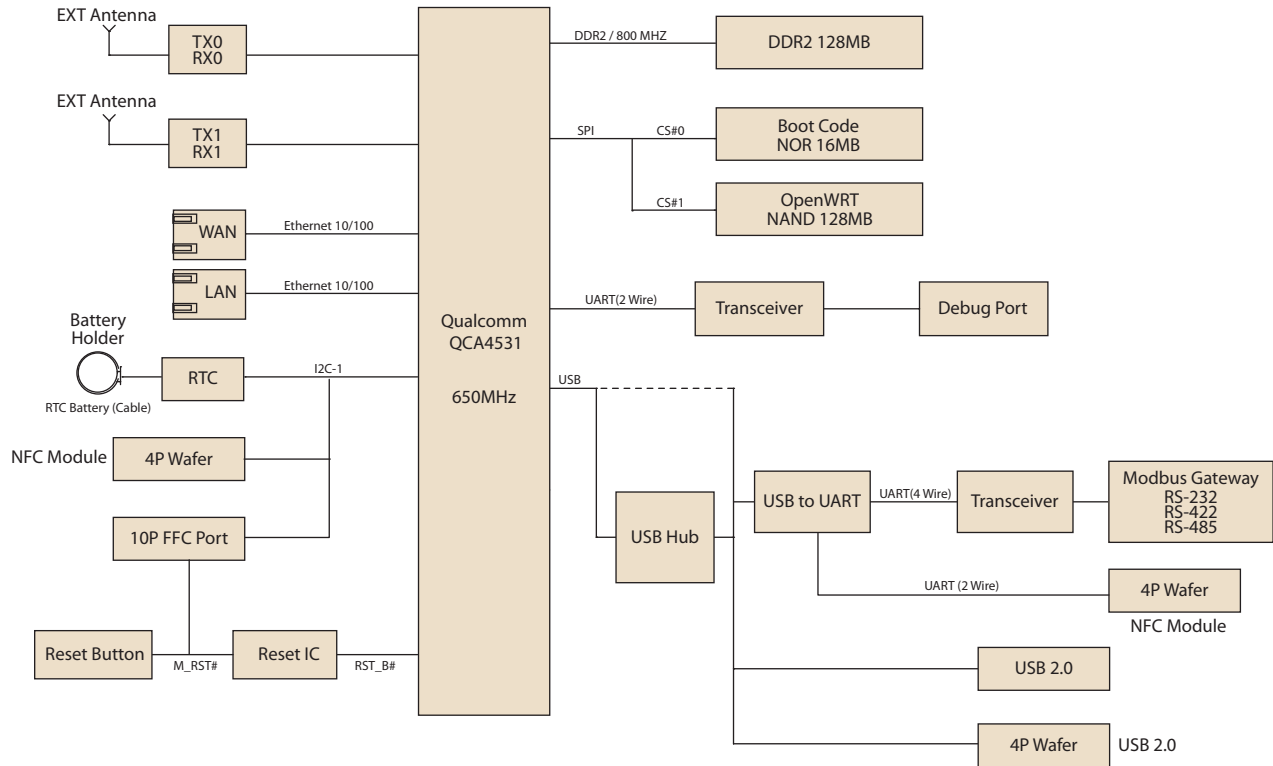 EXT Antenna
TX0
RX0
EXT Antenna
TX1
RX1
WAN
Ethernet 10/100
LAN
Ethernet 10/100
Battery
Holder
RTC Battery (Cable)
RTC
I2C-1
NFC Module
4P Wafer
10P FFC Port
Reset Button
M_RST#
Reset IC
RST_B#
Qualcomm
QCA4531
650MHz
DDR2 / 800 MHZ
DDR2 128MB
SPI
CS#0
Boot Code
NOR 16MB
CS#1
OpenWRT
NAND 128MB
UART(2 Wire)
Transceiver
Debug Port
USB
USB Hub
USB to UART
UART(4 Wire)
Transceiver
Modbus Gateway
RS-232
RS-422
RS-485
UART (2 Wire)
4P Wafer
NFC Module
USB 2.0
4P Wafer
USB 2.0